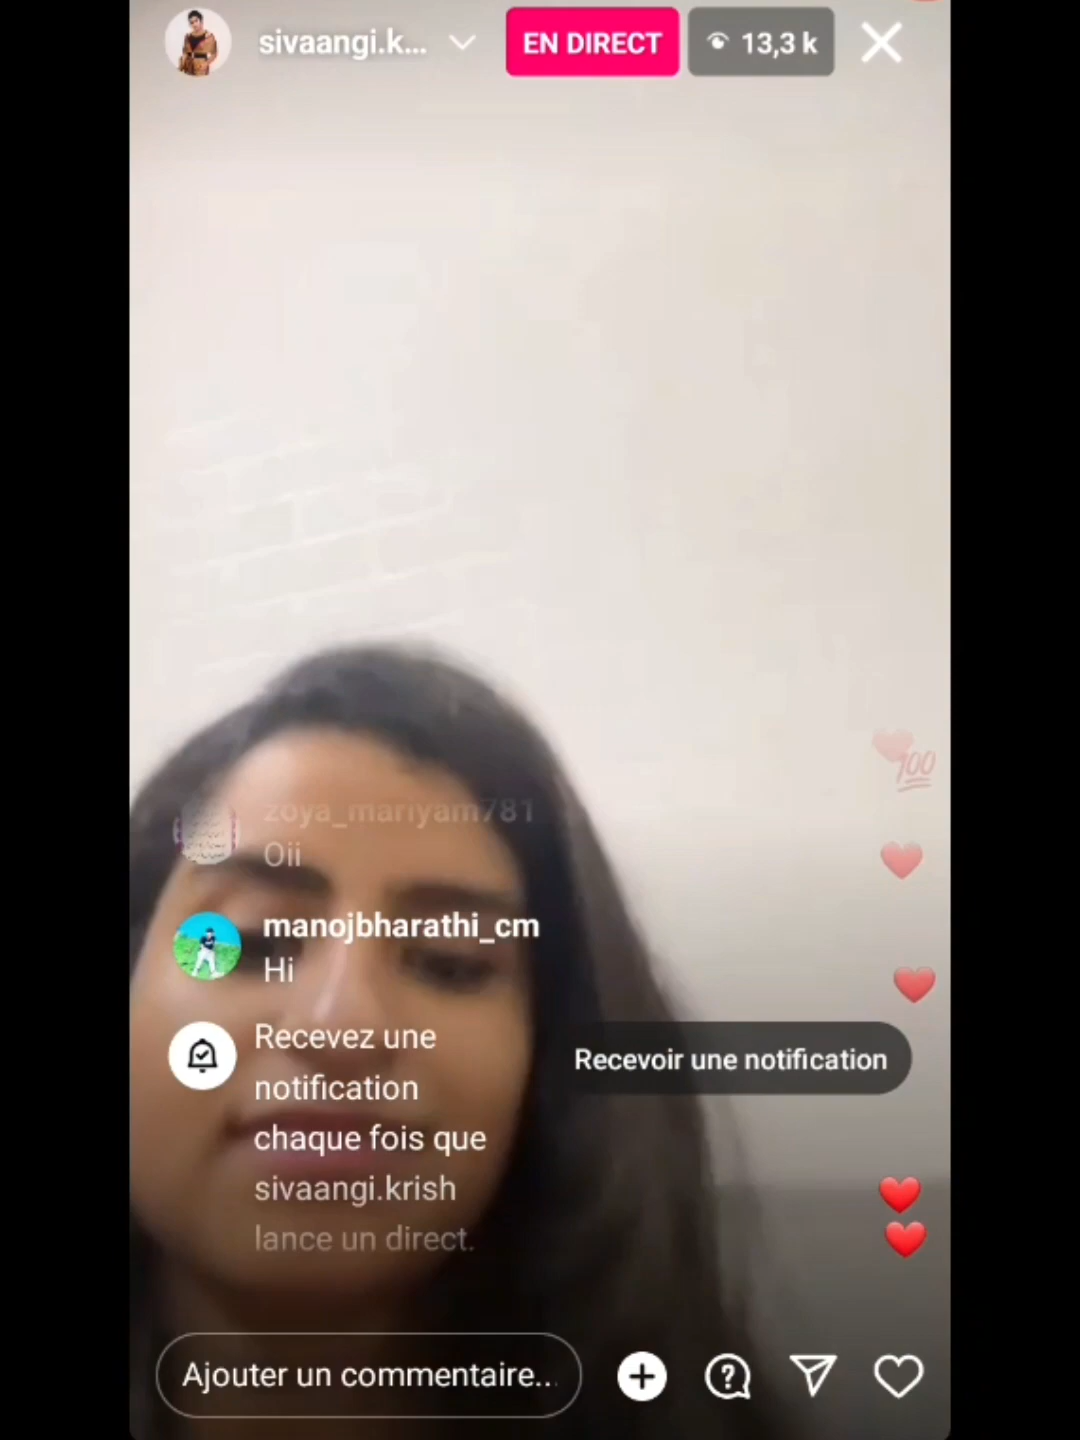 sivaangi.k...
EN DIRECT
13,3 k
💯
zoya_mariyam781
Oii
manojbharathi_cm
Hi
Recevez une
notification
chaque fois que
sivaangi.krish
lance un direct.
Recevoir une notification
Ajouter un commentaire..